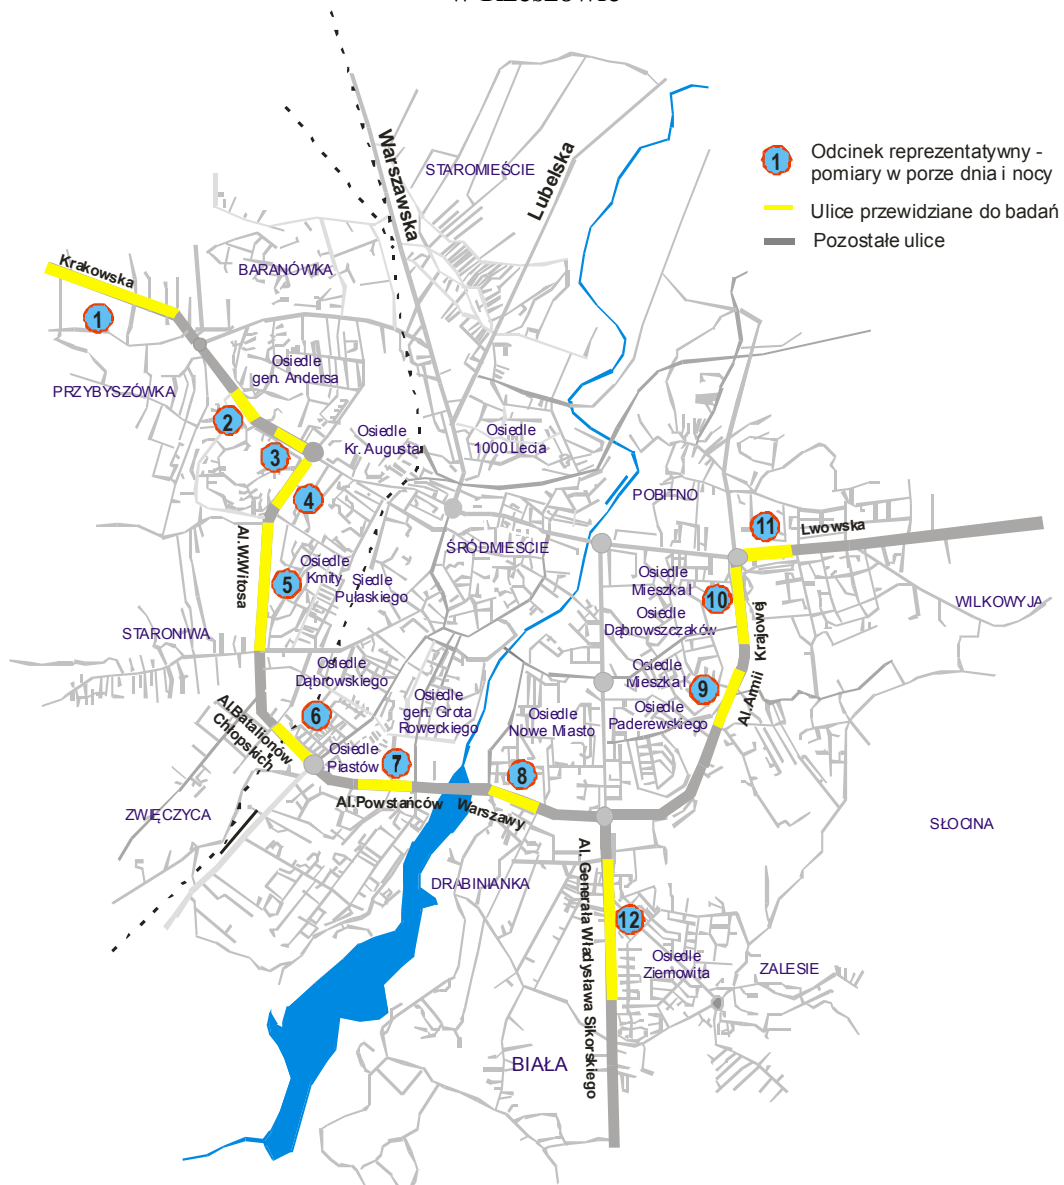 Warszawska
Lubelska
STAROMIEŚCIE
1
Odcinek reprezentatywny -
pomiary w porze dnia i nocy
Ulice przewidziane do badań
Pozostałe ulice
Krakowska
BARANÓWKA
1
PRZYBYSZÓWKA
Osiedle
gen. Andersa
2
3
4
Osiedle
Kr. Augusta
Osiedle
1000 Lecia
POBITNO
11
Lwowska
Al.W.Witosa
ŚRÓDMIEŚCIE
5
Osiedle
Kmity
Siedle
Pułaskiego
Osiedle
Mieszka I
10
Osiedle
Dąbrowszczaków
WILKOWYJA
STARONIWA
Al.Armii Krajowej
Osiedle
Dąbrowskiego
Osiedle
Mieszka I
9
Osiedle
gen. Grota
Roweckiego
Osiedle
Paderewskiego
6
Al.Batalionów
Chłopskich
Osiedle
Nowe Miasto
Osiedle
Piastów
7
8
Al.Powstańców Warszawy
ZWIĘCZYCA
SŁOCINA
DRABINIANKA
Al. Generała Władysława Sikorskiego
12
Osiedle
Ziemowita
ZALESIE
BIAŁA